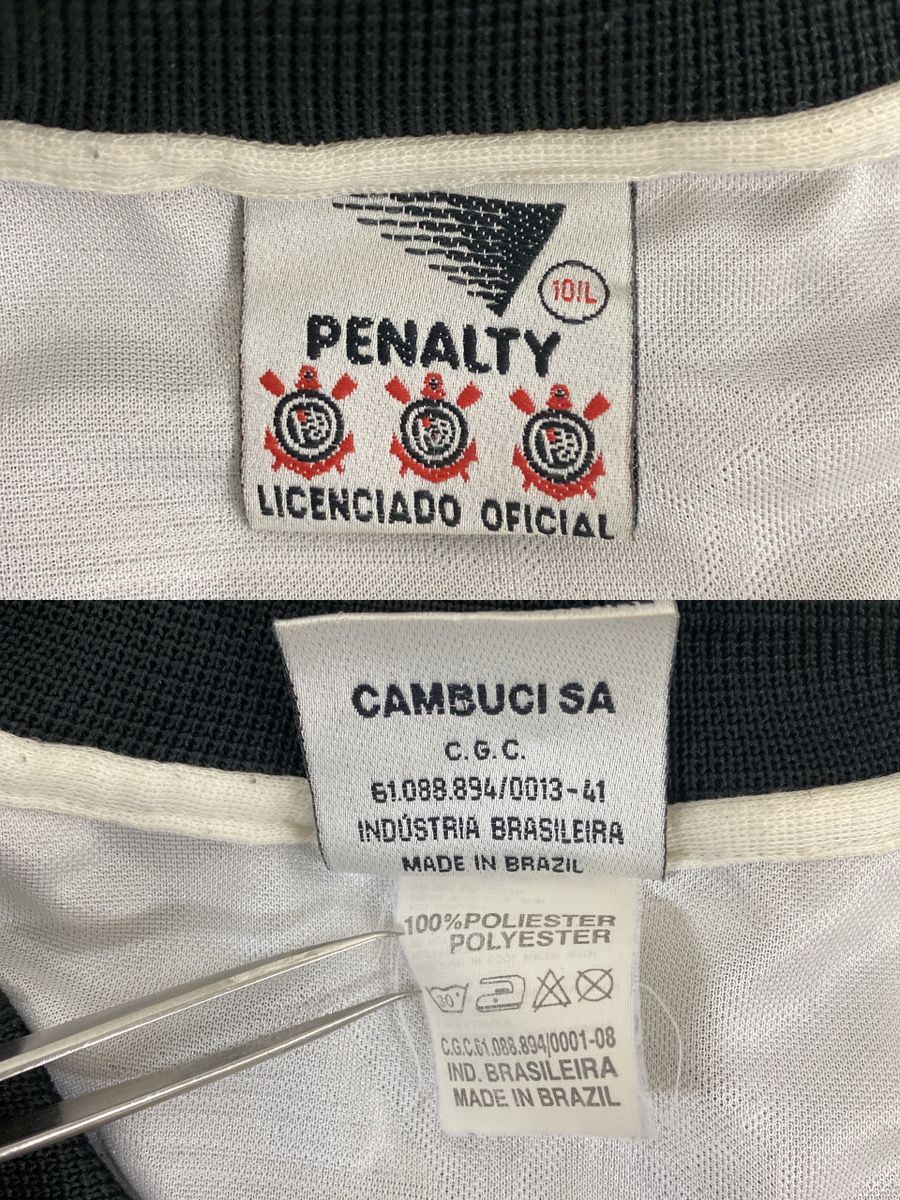 10/L
PENALTY
LICENCIADO OFICIAL
CAMBUCI SA
C.G.C.
61.088.894/0013-41
INDÚSTRIA BRASILEIRA
MADE IN BRAZIL
100%POLIESTER
POLYESTER
30
C.G.C.61.088.894/0001-08
IND. BRASILEIRA
MADE IN BRAZIL